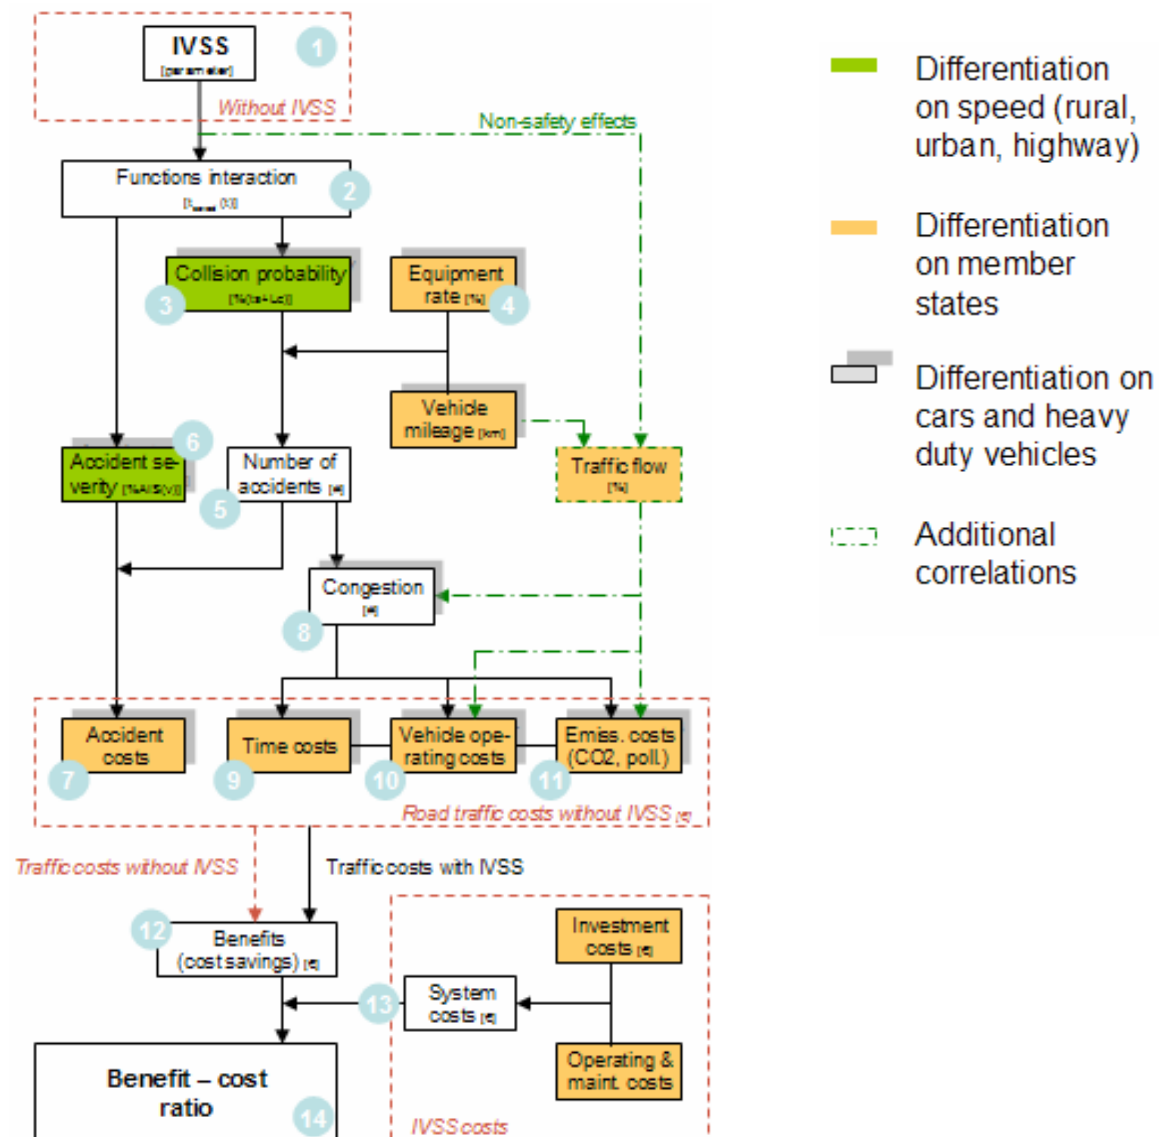 IVSS
[parameter]
1
Without IVSS
Non-safety effects
Functions interaction
2
Collision probability
3
Equipment
rate [%]
4
Vehicle
mileage [km]
6
Accident se-
verity
Number of
accidents [#]
5
Traffic flow
[%]
Congestion
[#]
8
Accident
costs
7
Time costs
9
Vehicle ope-
rating costs
10
Emiss. costs
(CO2, poll.)
11
Road traffic costs without IVSS [€]
Traffic costs without IVSS
Traffic costs with IVSS
12
Benefits
(cost savings) [€]
Investment
costs [€]
13
System
costs [€]
Operating &
maint. costs
Benefit – cost
ratio
14
IVSS costs
Differentiation
on speed (rural,
urban, highway)
Differentiation
on member
states
Differentiation on
cars and heavy
duty vehicles
Additional
correlations